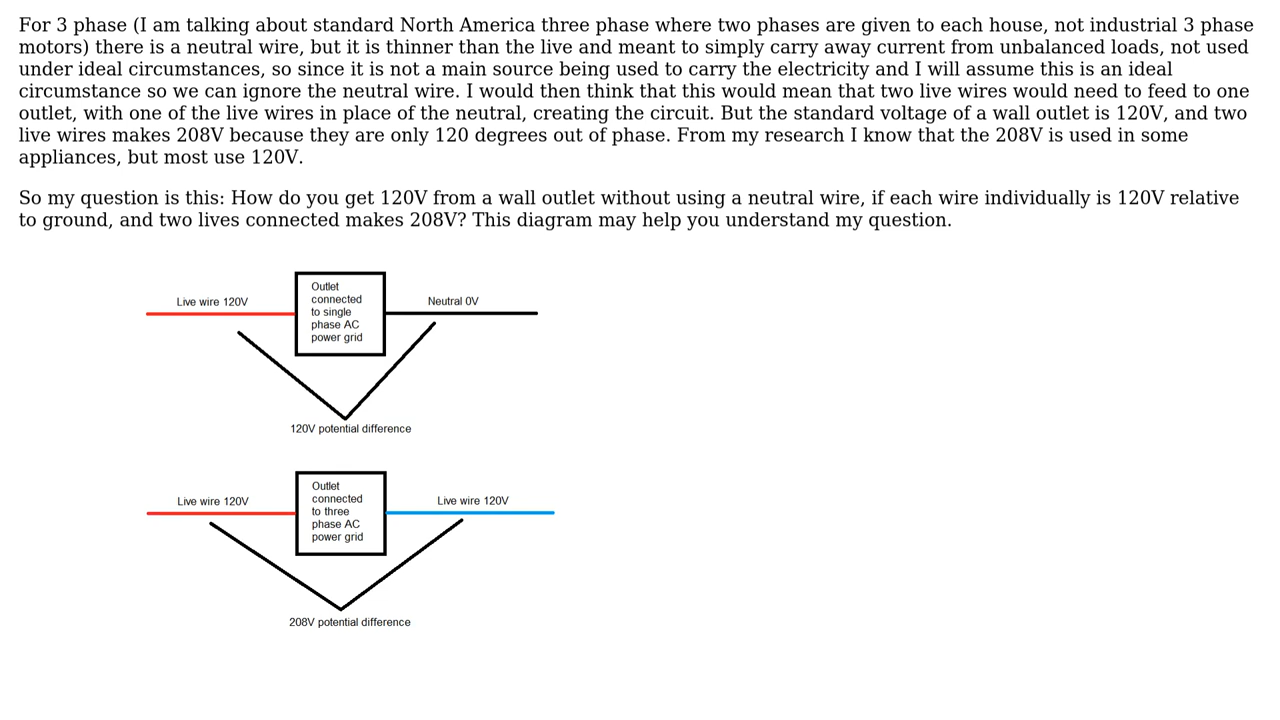 For 3 phase (I am talking about standard North America three phase where two phases are given to each house, not industrial 3 phase
motors) there is a neutral wire, but it is thinner than the live and meant to simply carry away current from unbalanced loads, not used
under ideal circumstances, so since it is not a main source being used to carry the electricity and I will assume this is an ideal
circumstance so we can ignore the neutral wire. I would then think that this would mean that two live wires would need to feed to one
outlet, with one of the live wires in place of the neutral, creating the circuit. But the standard voltage of a wall outlet is 120V, and two
live wires makes 208V because they are only 120 degrees out of phase. From my research I know that the 208V is used in some
appliances, but most use 120V.
So my question is this: How do you get 120V from a wall outlet without using a neutral wire, if each wire individually is 120V relative
to ground, and two lives connected makes 208V? This diagram may help you understand my question.
Live wire 120V
Outlet
connected
to single
phase AC
power grid
Neutral 0V
120V potential difference
Live wire 120V
Outlet
connected
to three
phase AC
power grid
Live wire 120V
208V potential difference